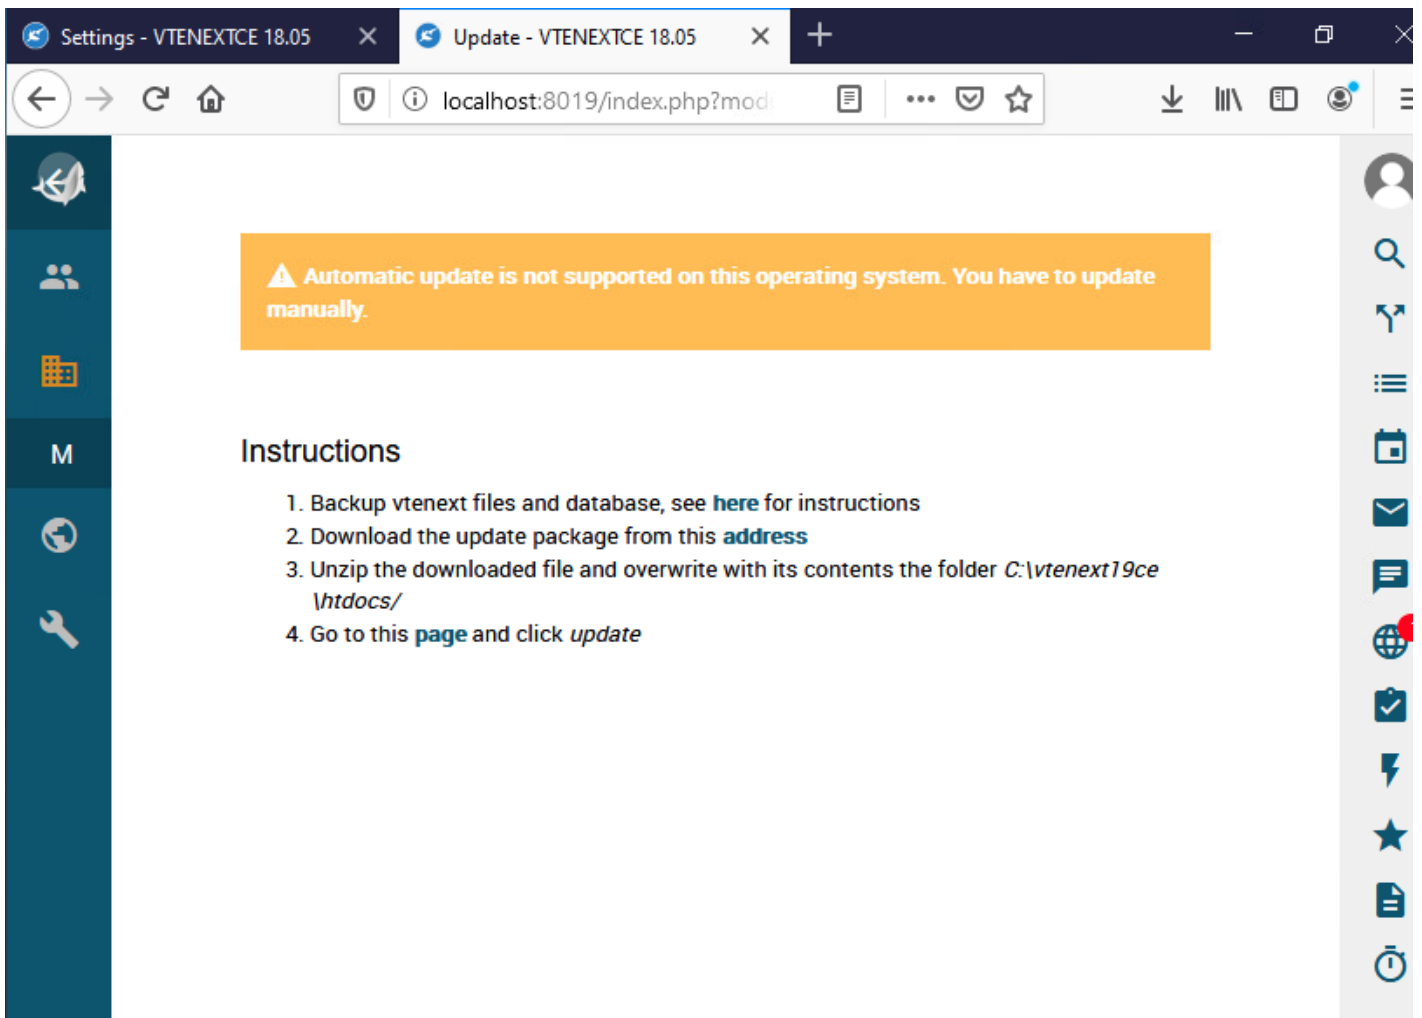 Settings - VTENEXTCE 18.05
Update - VTENEXTCE 18.05
localhost:8019/index.php?mod
Automatic update is not supported on this operating system. You have to update
manually.
M
Instructions
1. Backup vtenext files and database, see here for instructions
2. Download the update package from this address
3. Unzip the downloaded file and overwrite with its contents the folder C:\vtenext19ce
\htdocs/
4. Go to this page and click update